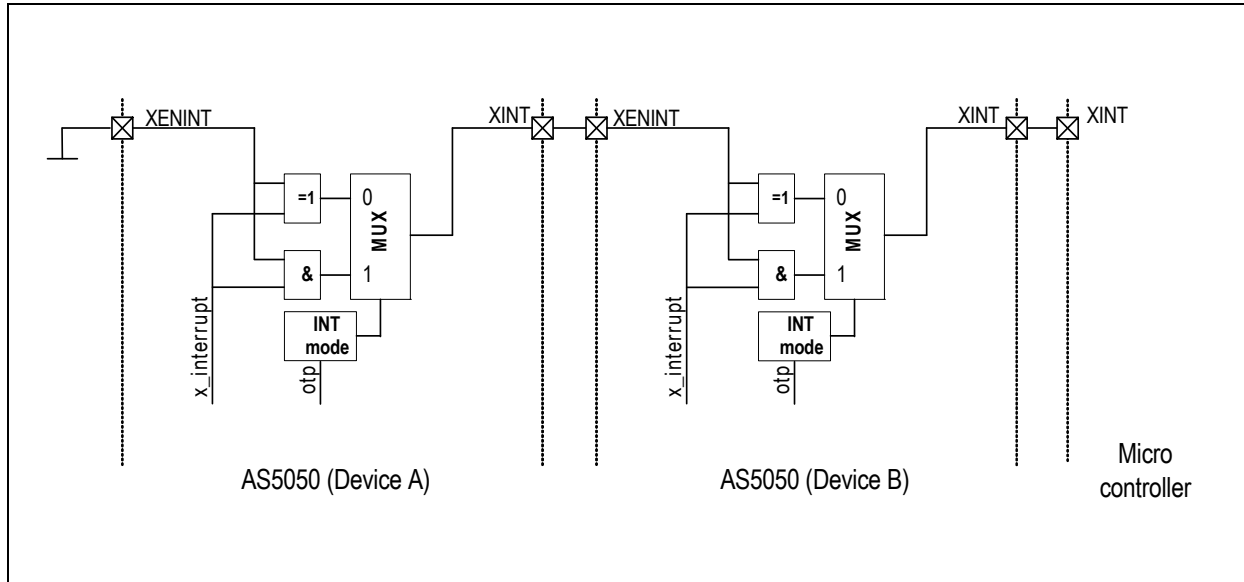 XENINT
XINT
XENINT
XINT
XINT
=1
0
MUX
&
1
INT
mode
x_interrupt
otp
=1
0
MUX
&
1
INT
mode
x_interrupt
otp
AS5050 (Device A)
AS5050 (Device B)
Micro
controller